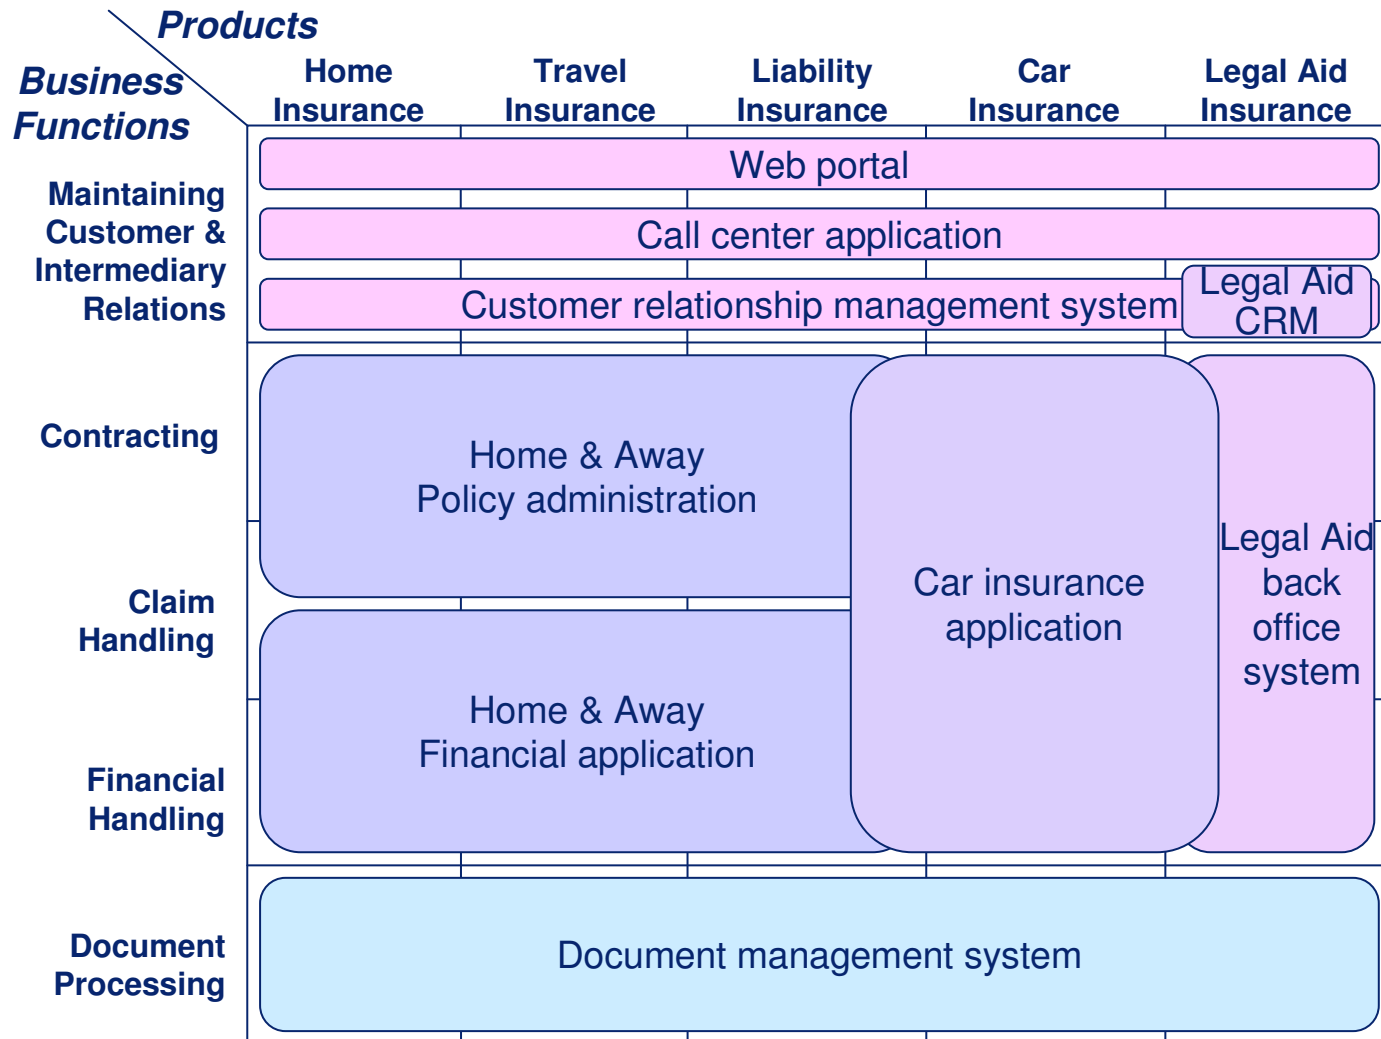 Products
Business
Functions
Home
Insurance
Travel
Insurance
Liability
Insurance
Car
Insurance
Legal Aid
Insurance
Maintaining
Customer &
Intermediary
Relations
Web portal
Call center application
Customer relationship management system
Legal Aid
CRM
Contracting
Home & Away
Policy administration
Claim
Handling
Home & Away
Financial application
Car insurance
application
Legal Aid
back
office
system
Financial
Handling
Document
Processing
Document management system